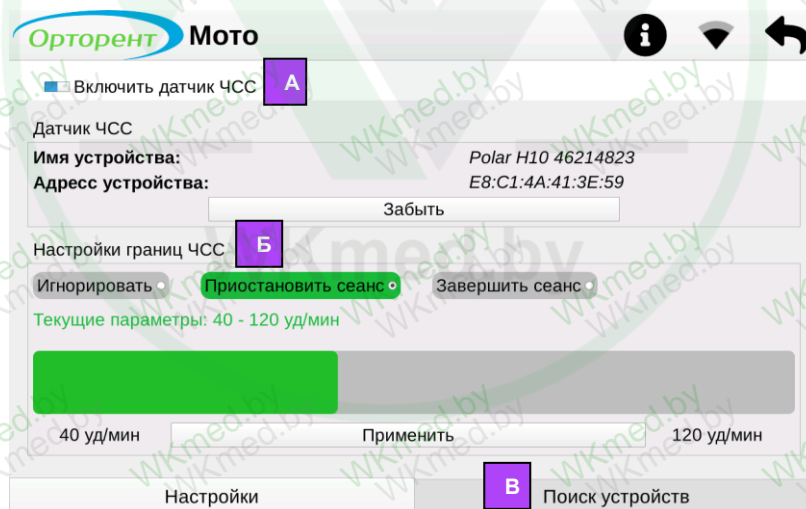 Орторент Мото
Включить датчик ЧСС А
Датчик ЧСС
Имя устройства: Polar H10 46214823
Адресс устройства: E8:C1:4A:41:3E:59
Забыть
Настройки границ ЧСС Б
Игнорировать Приостановить сеанс Завершить сеанс
Текущие параметры: 40 - 120 уд/мин
40 уд/мин Применить 120 уд/мин
Настройки В Поиск устройств
WKmed.by